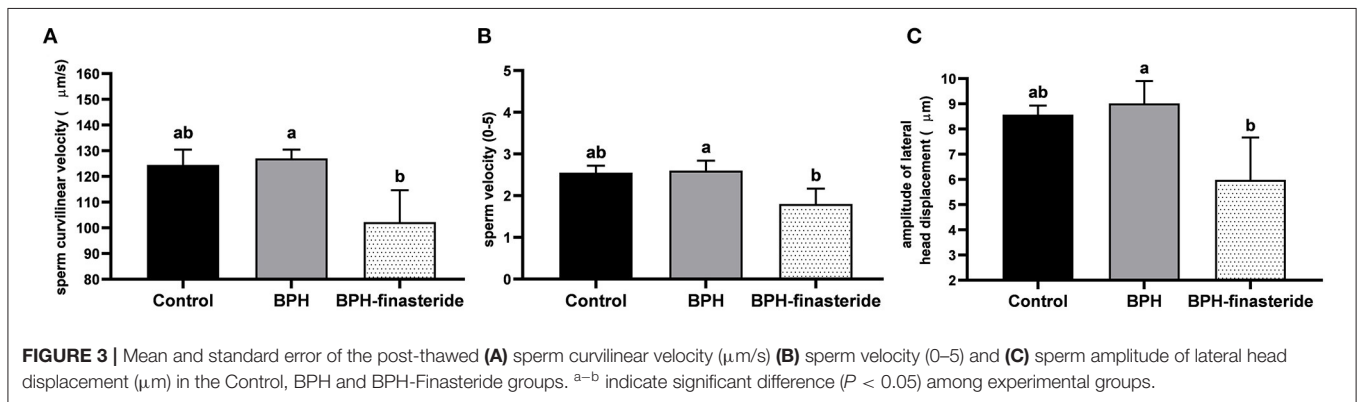 A
sperm curvilinear velocity ( μm/s)
160
150
140
130
120
110
100
90
80
ab
a
b
Control
BPH
BPH-finasteride
B
sperm velocity (0-5)
5
4
3
2
1
0
ab
a
b
Control
BPH
BPH-finasteride
C
amplitude of lateral
head displacement ( μm)
10
9
8
7
6
5
4
3
2
ab
a
b
Control
BPH
BPH-finasteride
FIGURE 3 | Mean and standard error of the post-thawed (A) sperm curvilinear velocity (μm/s) (B) sperm velocity (0–5) and (C) sperm amplitude of lateral head
displacement (μm) in the Control, BPH and BPH-Finasteride groups. a–b indicate significant difference (P < 0.05) among experimental groups.